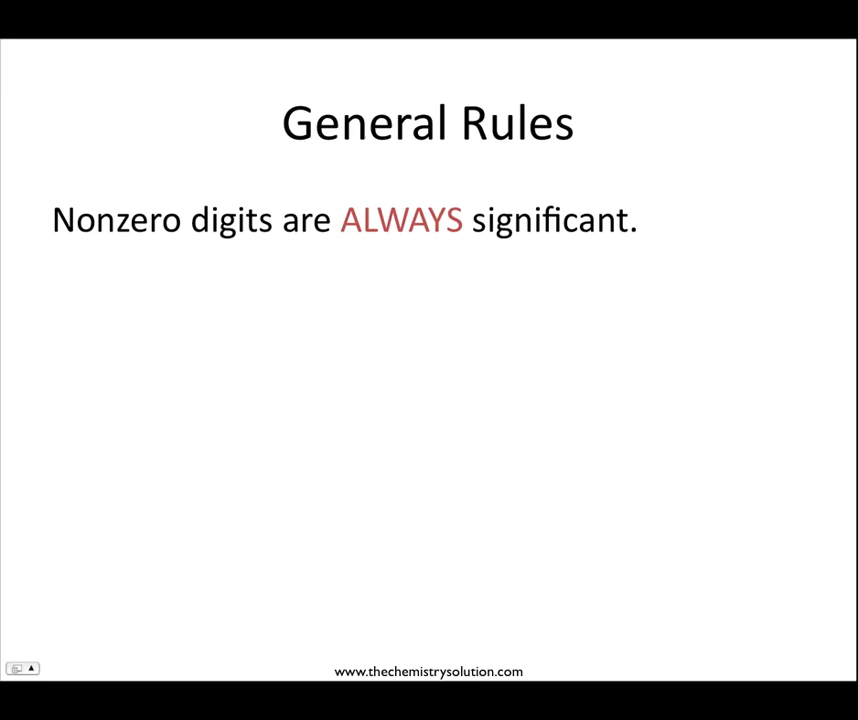 General Rules
Nonzero digits are ALWAYS significant.
www.thechemistrysolution.com